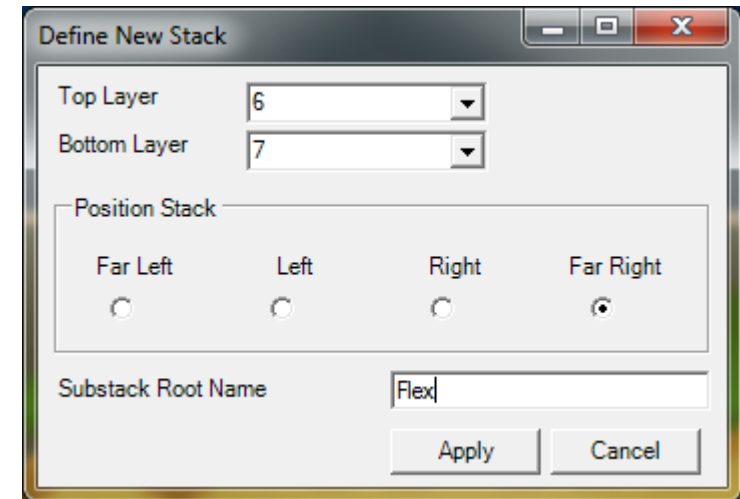 Define New Stack
Top Layer 6
Bottom Layer 7
Position Stack
Far Left Left Right Far Right
Substack Root Name Flex
Apply Cancel